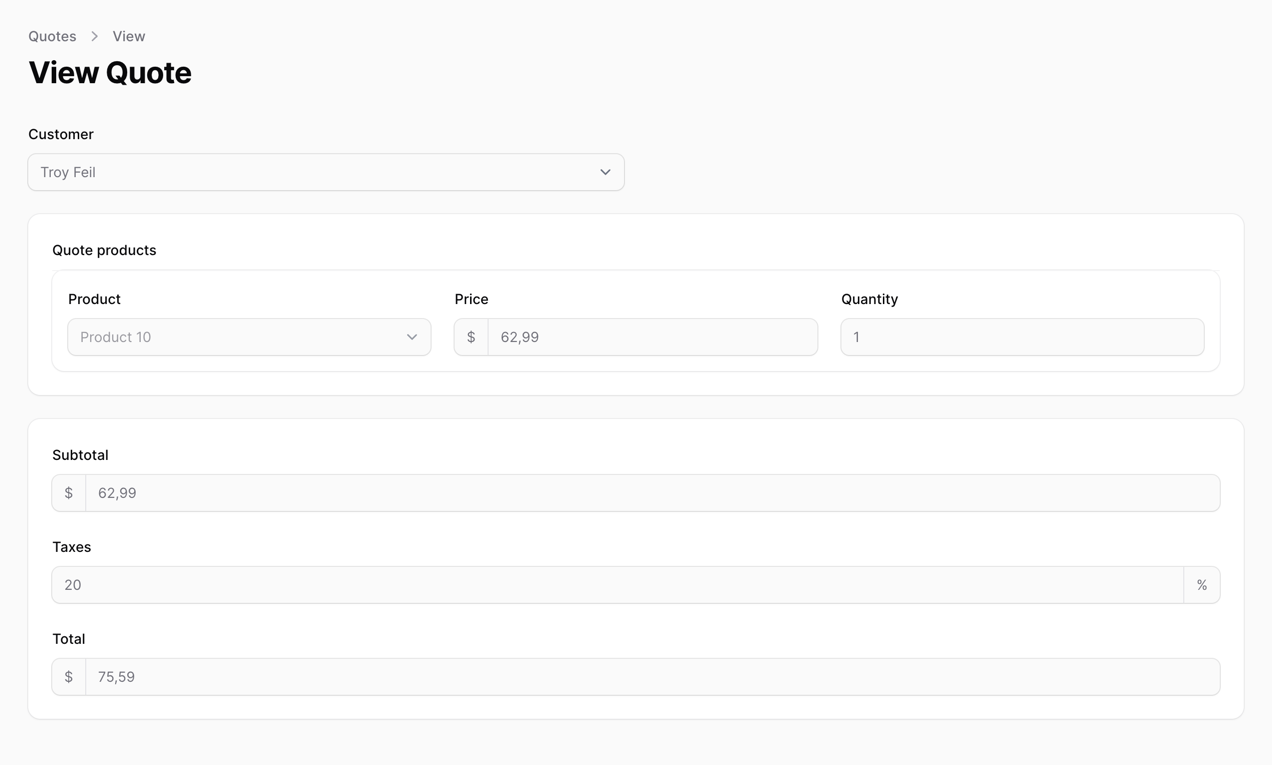 Quotes View
View Quote
Customer
Troy Feil
Quote products
Product Price Quantity
Product 10 $ 62,99 1
Subtotal
$ 62,99
Taxes
20 %
Total
$ 75,59